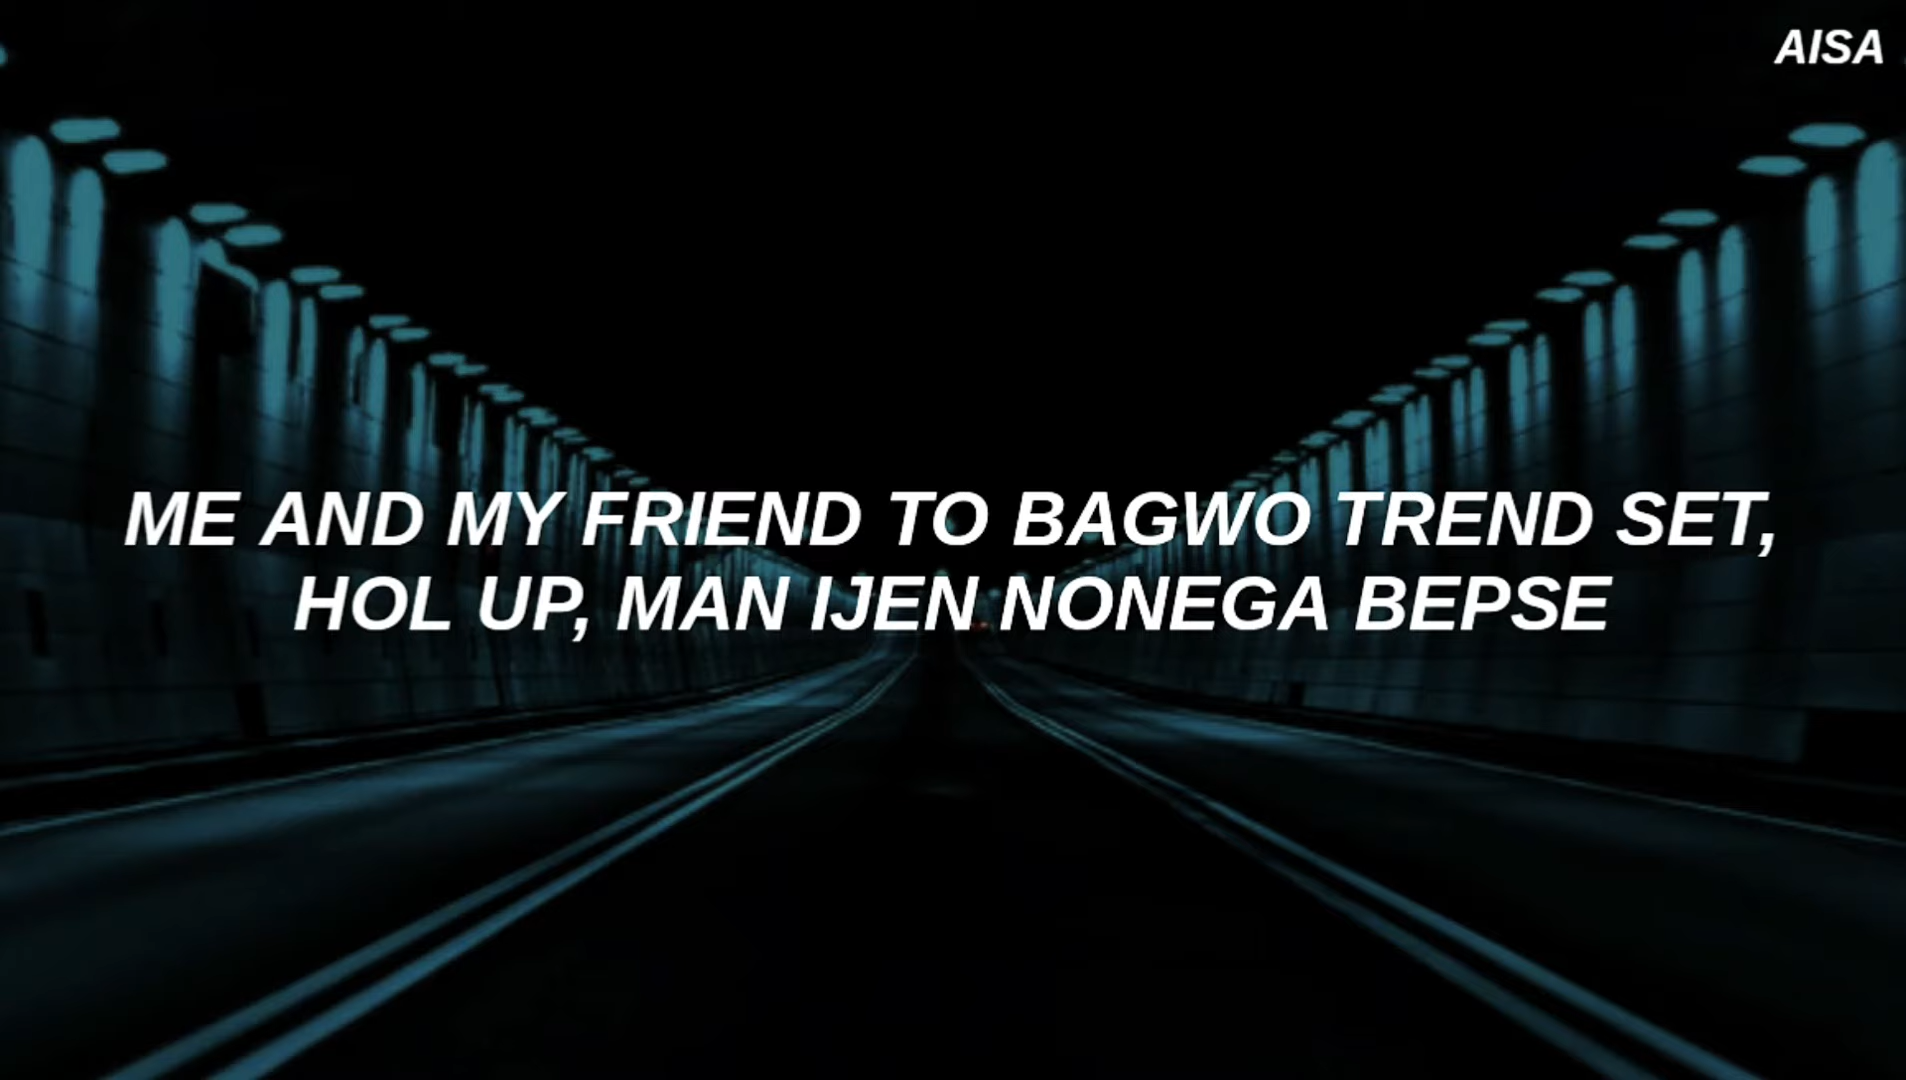 AISA
ME AND MY FRIEND TO BAGWO TREND SET,
HOL UP, MAN IJEN NONEGA BEPSE